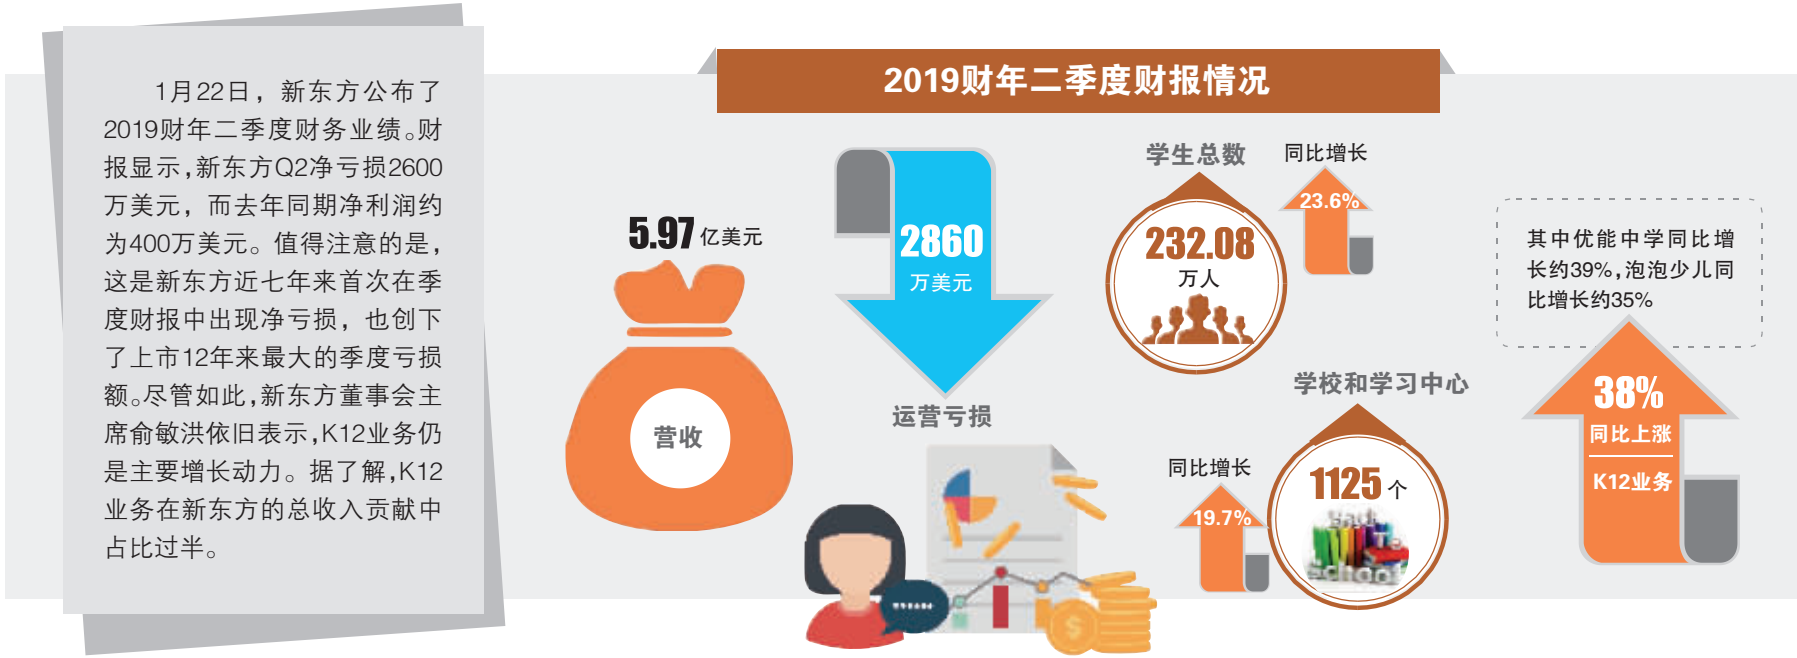 1月22日，新东方公布了
2019财年二季度财务业绩。财
报显示，新东方Q2净亏损2600
万美元，而去年同期净利润约
为400万美元。值得注意的是，
这是新东方近七年来首次在季
度财报中出现净亏损，也创下
了上市12年来最大的季度亏损
额。尽管如此，新东方董事会主
席俞敏洪依旧表示，K12业务仍
是主要增长动力。据了解，K12
业务在新东方的总收入贡献中
占比过半。
2019财年二季度财报情况
5.97 亿美元
营收
2860
万美元
运营亏损
学生总数
232.08
万人
同比增长
23.6%
学校和学习中心
1125 个
school
同比增长
19.7%
其中优能中学同比增
长约39%，泡泡少儿同
比增长约35%
38%
同比上涨
K12业务